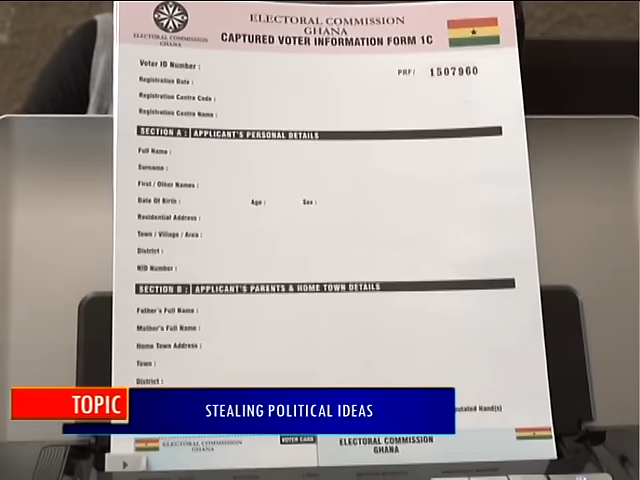 ELECTORAL COMMISSION
GHANA
CAPTURED VOTER INFORMATION FORM 1C
ELECTORAL COMMISSION
GHANA
Voter ID Number :
PRF/ 1507960
Registration Date :
Registration Centre Code :
Registration Centre Name :
SECTION A : APPLICANT'S PERSONAL DETAILS
Full Name :
Surname :
First / Other Names :
Date Of Birth : Age : Sex :
Residential Address :
Town / Village / Area :
District :
NID Number :
SECTION B : APPLICANT'S PARENTS & HOME TOWN DETAILS
Father's Full Name :
Mother's Full Name :
Home Town Address :
Town :
District :
Hand(s)
TOPIC
STEALING POLITICAL IDEAS
ELECTORAL COMMISSION
GHANA
VOTER CARD
ELECTORAL COMMISSION
GHANA